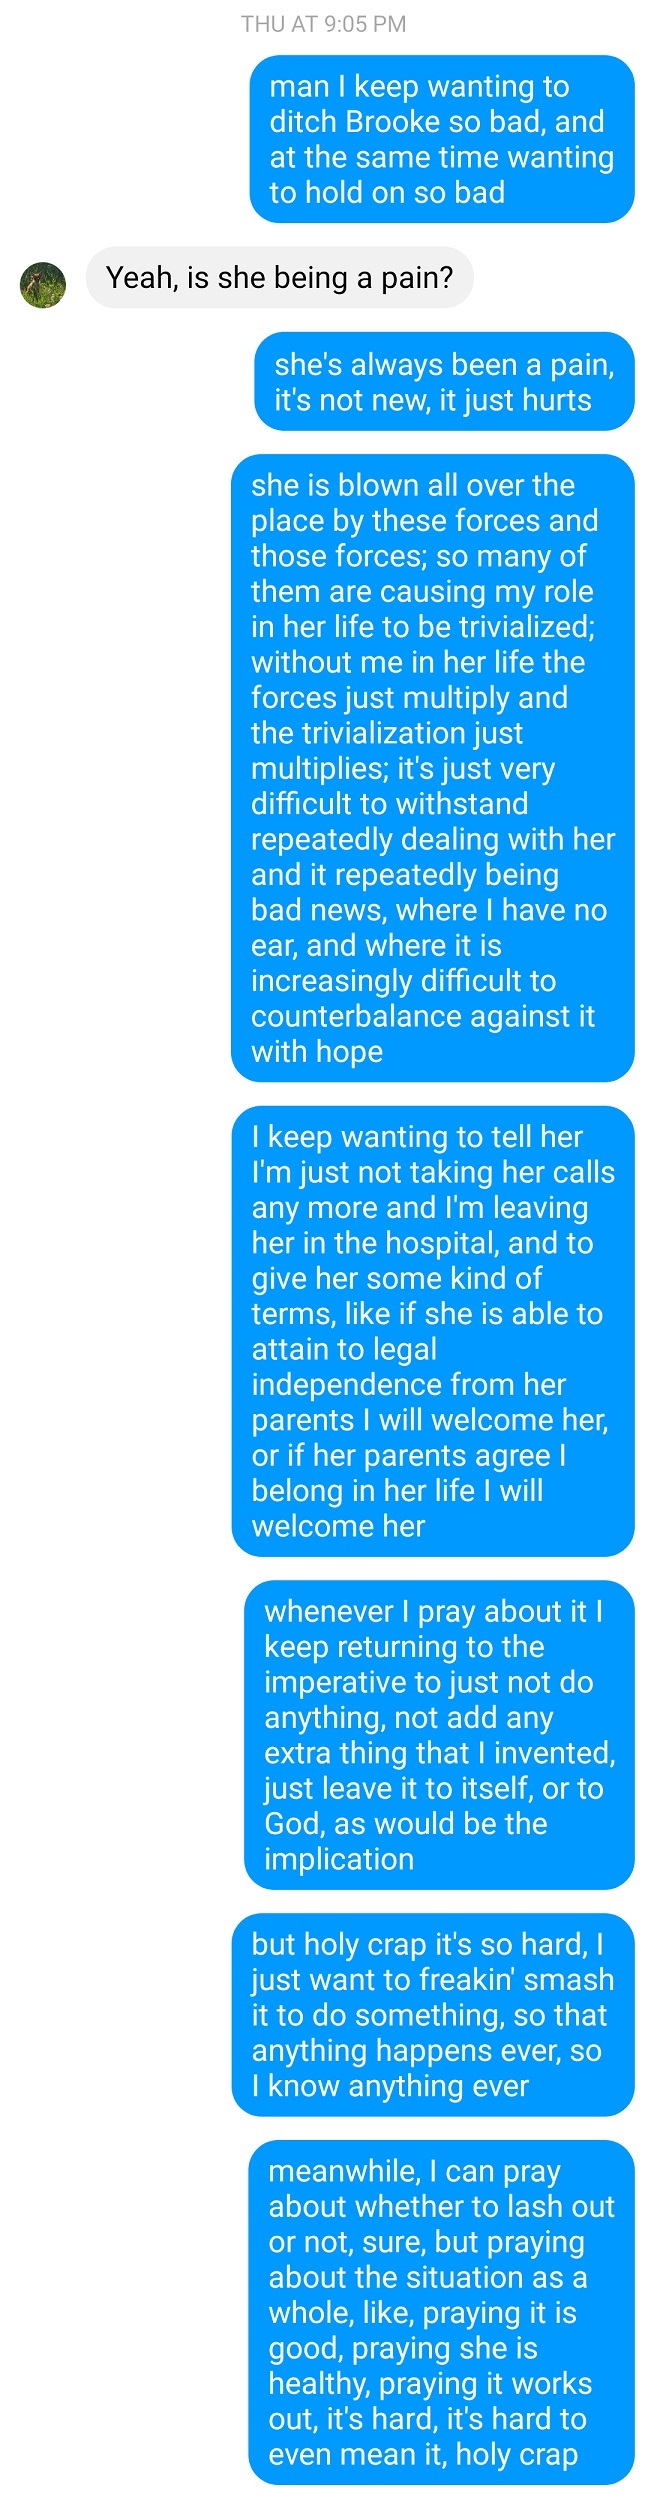 THU AT 9:05 PM
man I keep wanting to
ditch Brooke so bad, and
at the same time wanting
to hold on so bad
Yeah, is she being a pain?
she's always been a pain,
it's not new, it just hurts
she is blown all over the
place by these forces and
those forces; so many of
them are causing my role
in her life to be trivialized;
without me in her life the
forces just multiply and
the trivialization just
multiplies; it's just very
difficult to withstand
repeatedly dealing with her
and it repeatedly being
bad news, where I have no
ear, and where it is
increasingly difficult to
counterbalance against it
with hope
I keep wanting to tell her
I'm just not taking her calls
any more and I'm leaving
her in the hospital, and to
give her some kind of
terms, like if she is able to
attain to legal
independence from her
parents I will welcome her,
or if her parents agree I
belong in her life I will
welcome her
whenever I pray about it I
keep returning to the
imperative to just not do
anything, not add any
extra thing that I invented,
just leave it to itself, or to
God, as would be the
implication
but holy crap it's so hard, I
just want to freakin' smash
it to do something, so that
anything happens ever, so
I know anything ever
meanwhile, I can pray
about whether to lash out
or not, sure, but praying
about the situation as a
whole, like, praying it is
good, praying she is
healthy, praying it works
out, it's hard, it's hard to
even mean it, holy crap